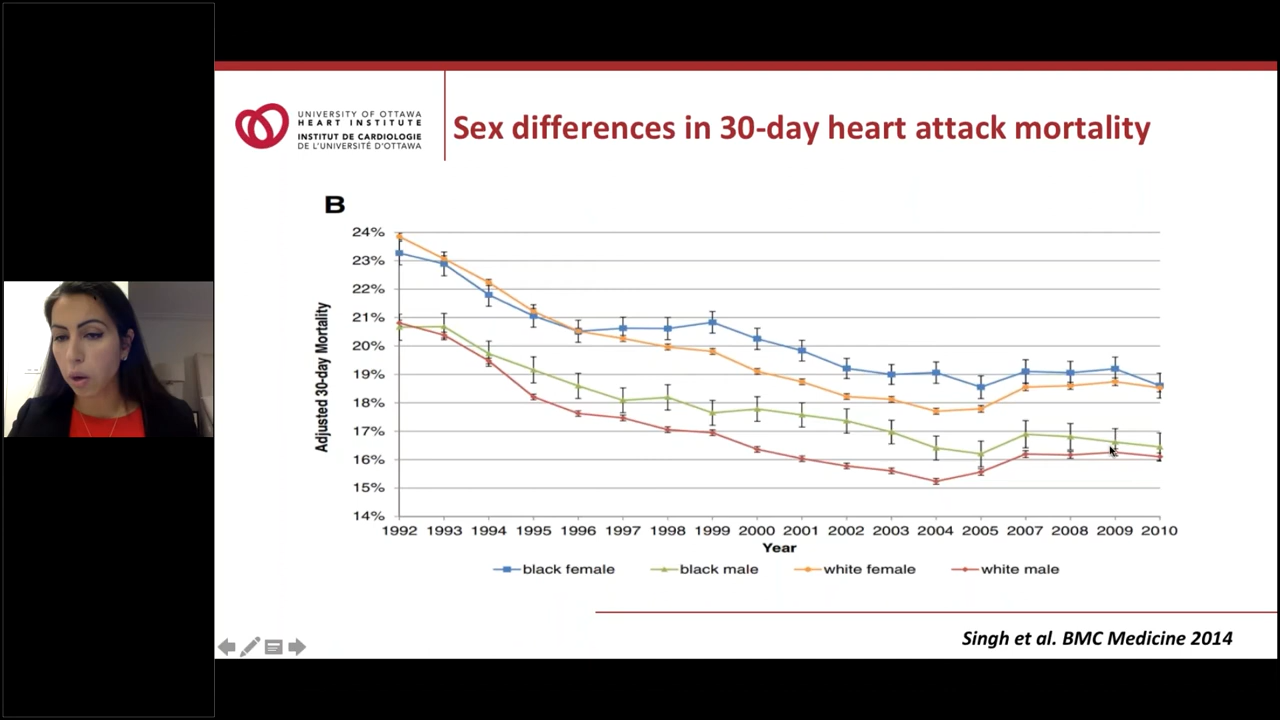 UNIVERSITY OF OTTAWA
HEART INSTITUTE
INSTITUT DE CARDIOLOGIE
DE L'UNIVERSITÉ D'OTTAWA
Sex differences in 30-day heart attack mortality
B
Adjusted 30-day Mortality
24%
23%
22%
21%
20%
19%
18%
17%
16%
15%
14%
1992 1993 1994 1995 1996 1997 1998 1999 2000 2001 2002 2003 2004 2005 2007 2008 2009 2010
Year
black female black male white female white male
Singh et al. BMC Medicine 2014